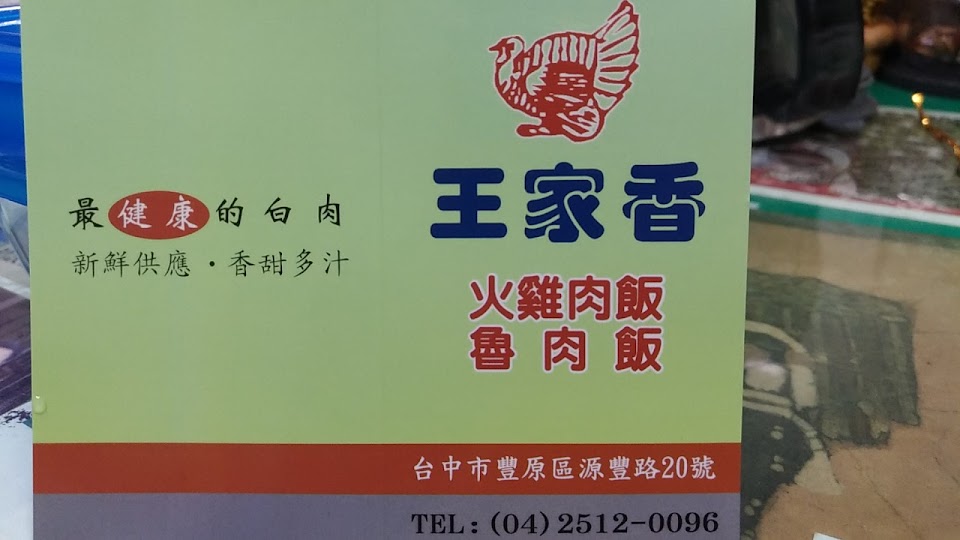 最健康的白肉
新鮮供應・香甜多汁
王家香
火雞肉飯
魯肉飯
台中市豐原區源豐路20號
TEL:(04)2512-0096